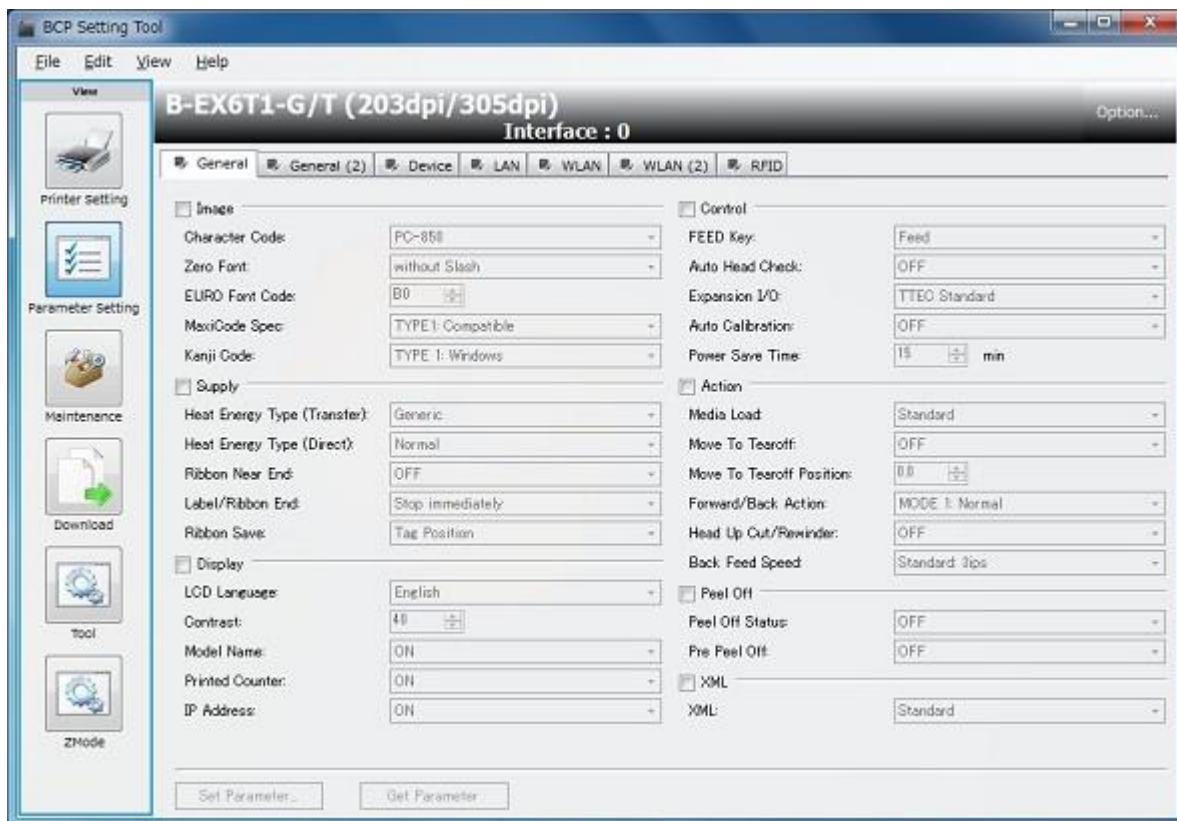 BCP Setting Tool
File Edit View Help
View
Printer Setting
Parameter Setting
Maintenance
Download
Tool
ZMode
B-EX6T1-G/T (203dpi/305dpi)
Interface : 0
Option...
General General (2) Device LAN WLAN WLAN (2) RFID
Image
Character Code: PC-850
Zero Font: without Slash
EURO Font Code: B0
MaxiCode Spec: TYPE1: Compatible
Kanji Code: TYPE 1: Windows
Supply
Heat Energy Type (Transfer): Generic
Heat Energy Type (Direct): Normal
Ribbon Near End: OFF
Label/Ribbon End: Stop immediately
Ribbon Save: Tag Position
Display
LCD Language: English
Contrast: 40
Model Name: ON
Printed Counter: ON
IP Address: ON
Control
FEED Key: Feed
Auto Head Check: OFF
Expansion I/O: TTEC Standard
Auto Calibration: OFF
Power Save Time: 15 min
Action
Media Load: Standard
Move To Tearoff: OFF
Move To Tearoff Position: 0.0
Forward/Back Action: MODE 1: Normal
Head Up Cut/Rewinder: OFF
Back Feed Speed: Standard: 3ips
Peel Off
Peel Off Status: OFF
Pre Peel Off: OFF
XML
XML: Standard
Set Parameter... Get Parameter